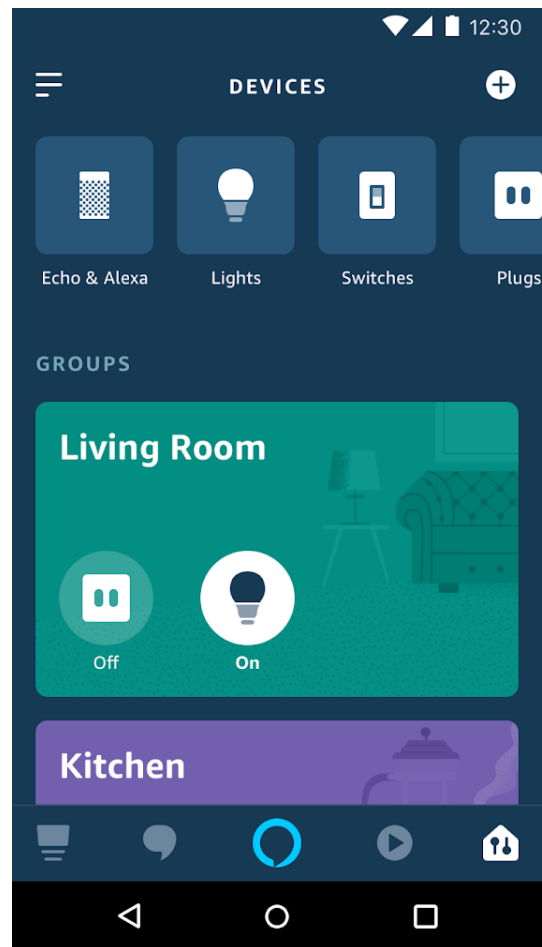 12:30
DEVICES
Echo & Alexa
Lights
Switches
Plugs
GROUPS
Living Room
Off
On
Kitchen